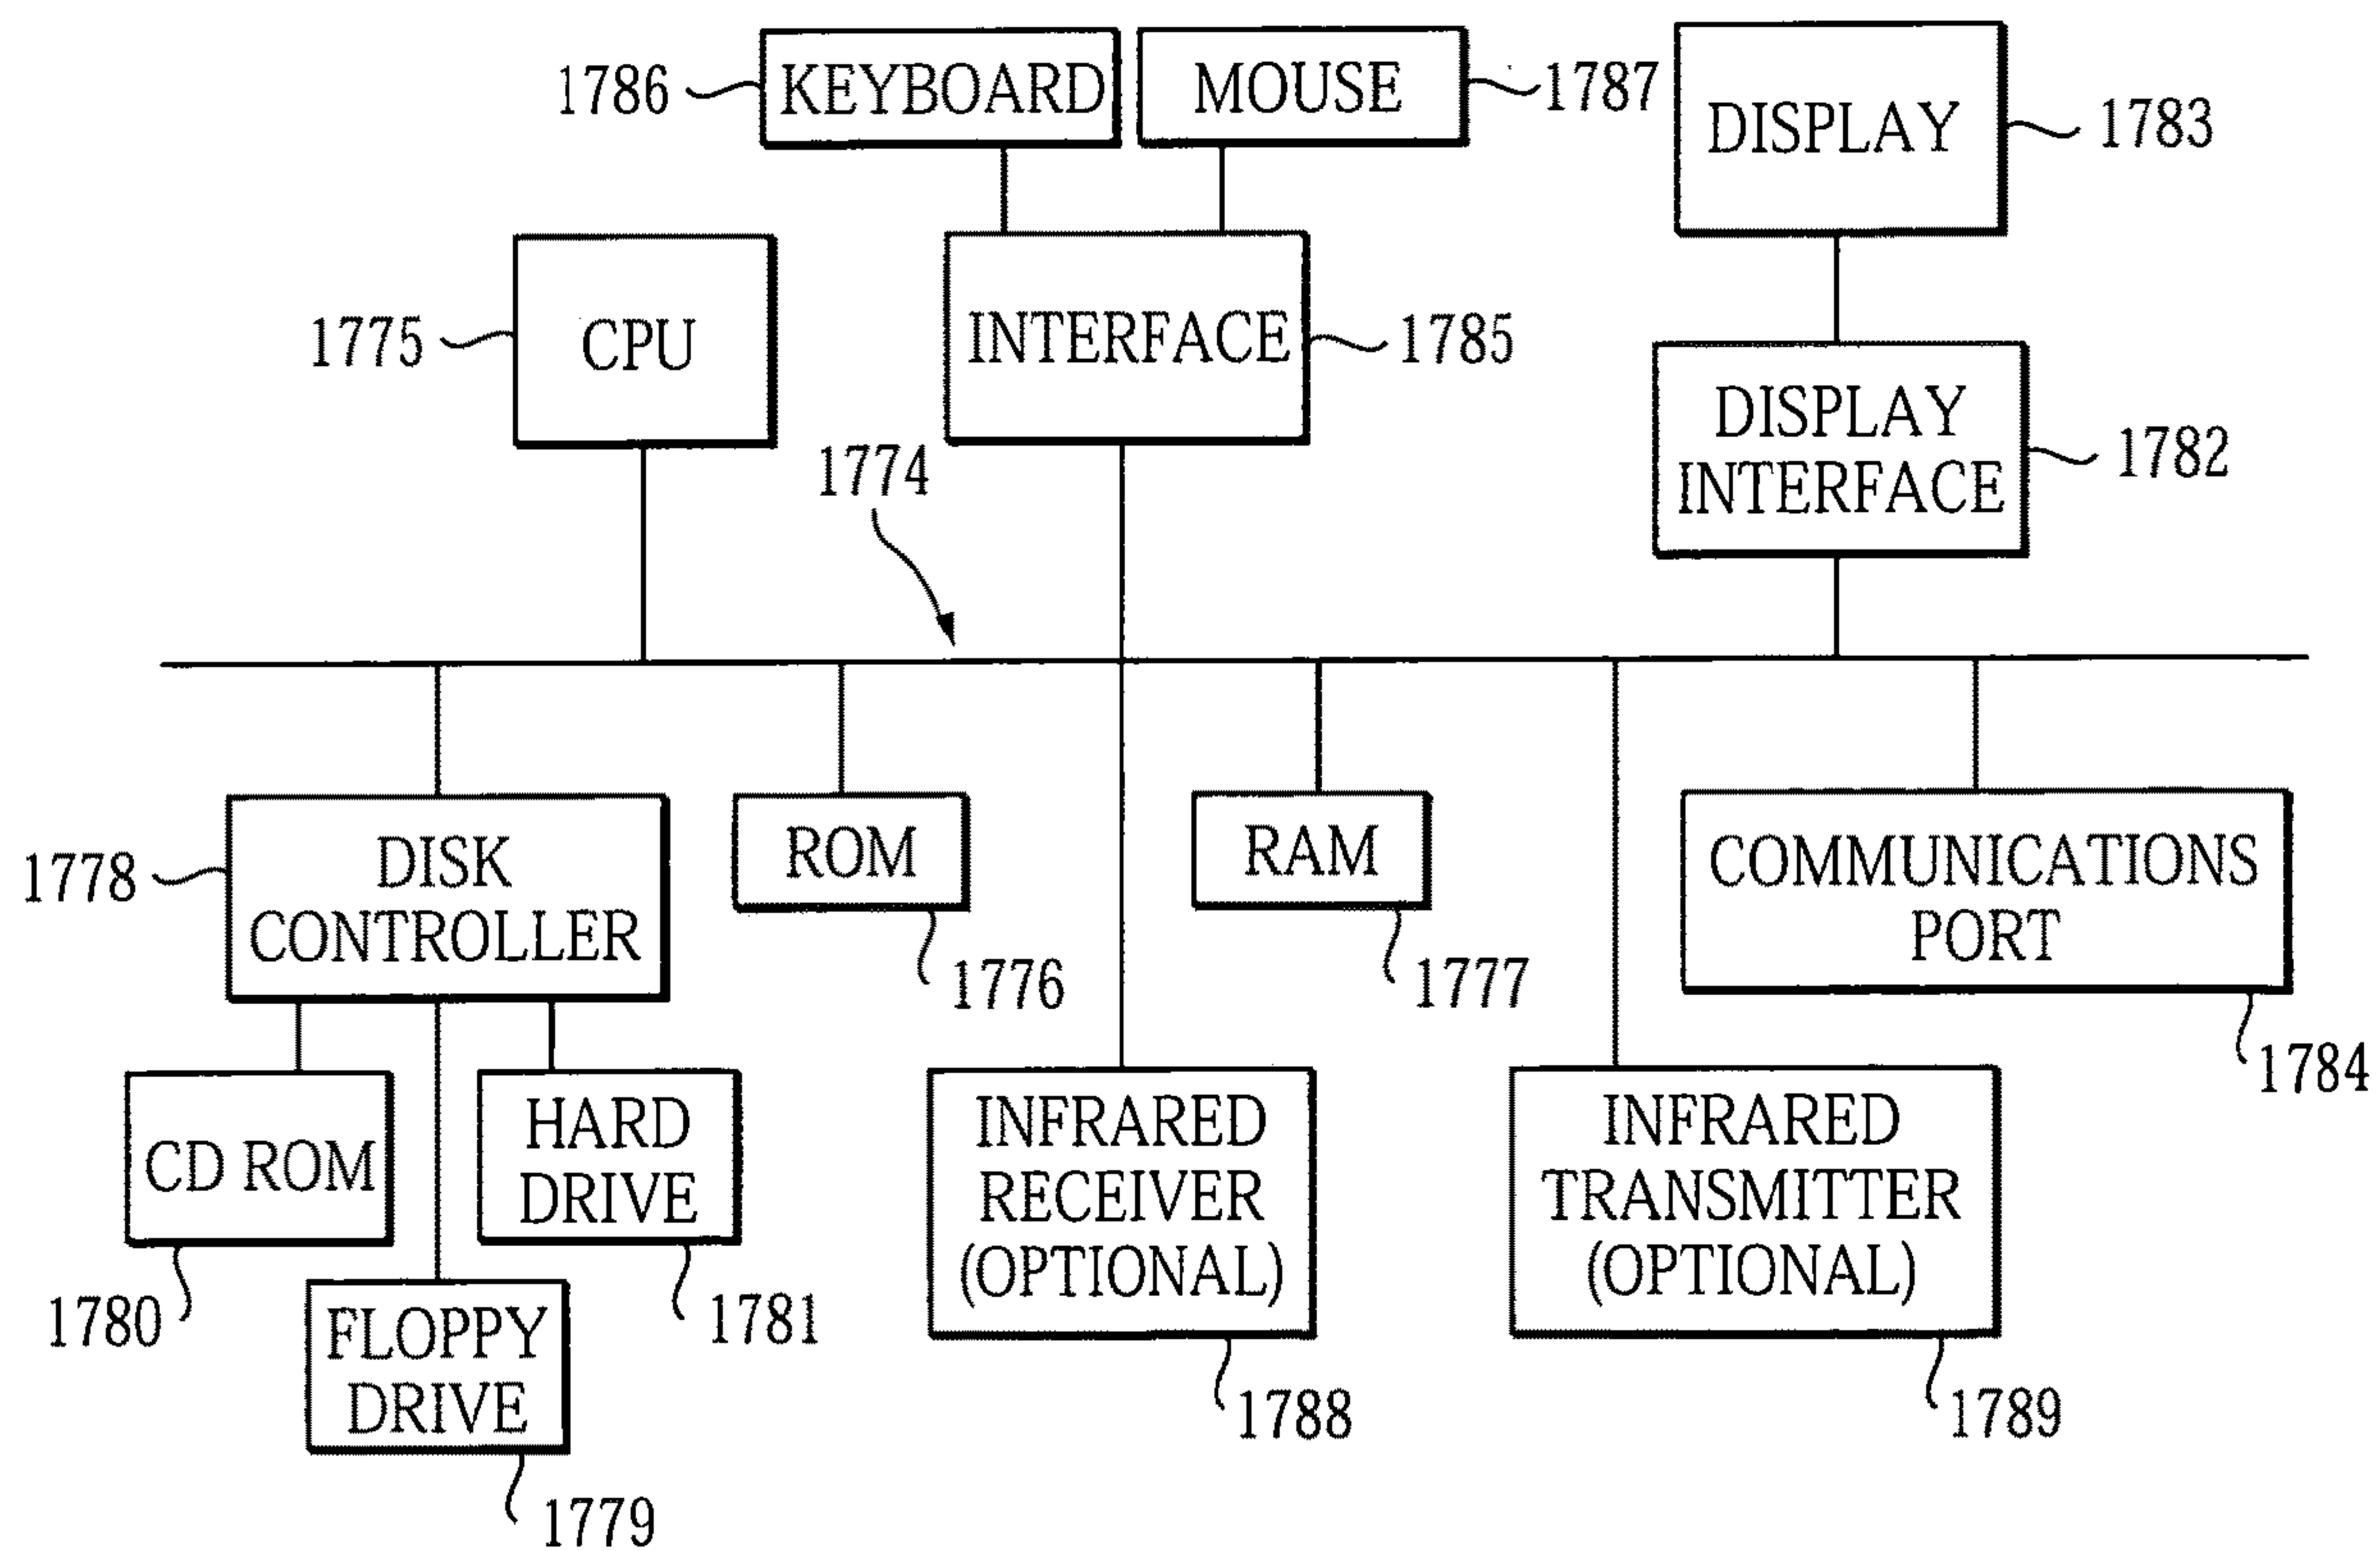 1786
KEYBOARD
MOUSE
1787
DISPLAY
1783
1775
CPU
INTERFACE
1785
DISPLAY
INTERFACE
1782
1774
1778
DISK
CONTROLLER
ROM
1776
RAM
1777
COMMUNICATIONS
PORT
1784
CD ROM
1780
HARD
DRIVE
1781
FLOPPY
DRIVE
1779
INFRARED
RECEIVER
(OPTIONAL)
1788
INFRARED
TRANSMITTER
(OPTIONAL)
1789